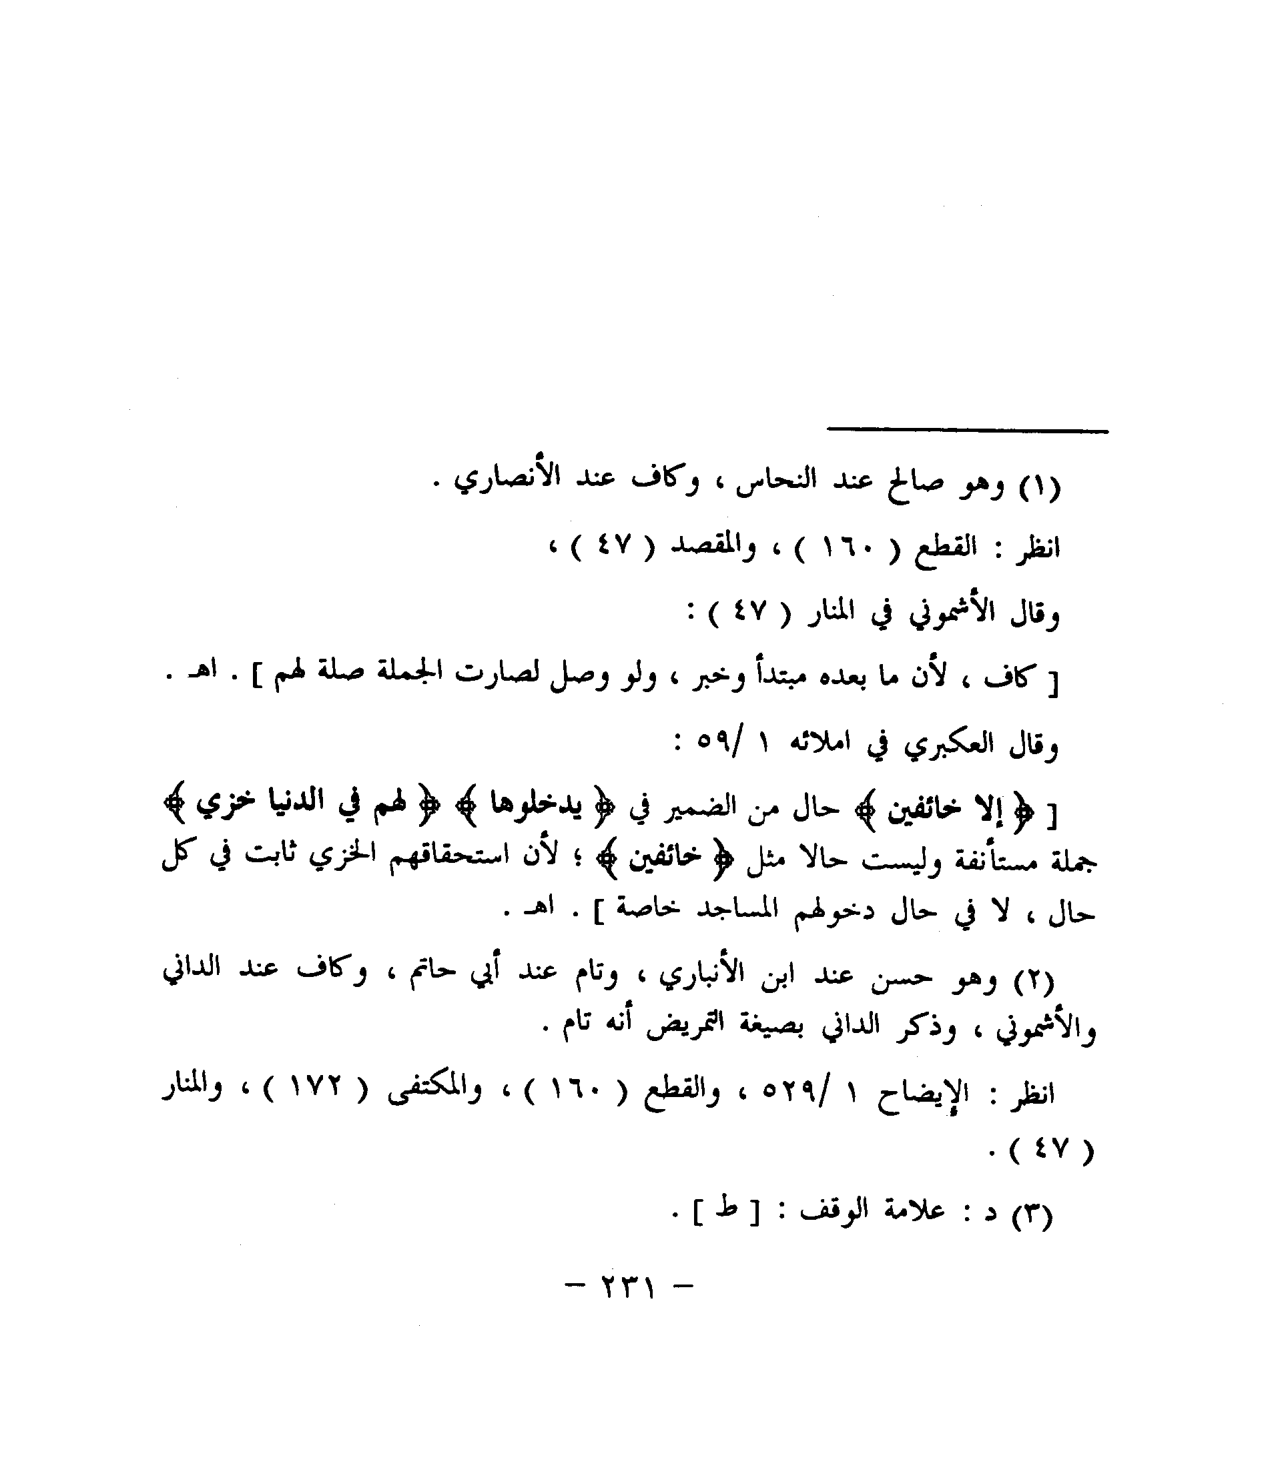 (١) وهو صالح عند النحاس ، وكاف عند الأنصاري .
انظر : القطع ( ١٦٠ ) ، والمقصد ( ٤٧ ) ،
وقال الأشموني في المنار ( ٤٧ ) :
[ كاف ، لأن ما بعده مبتدأ وخبر ، ولو وصل لصارت الجملة صلة لهم ] . اهـ .
وقال العكبري في املائه ١ /٥٩ :
[ ﴿ إلا خائفين ﴾ حال من الضمير في ﴿ يدخلوها ﴾ ﴿ لهم في الدنيا خزي ﴾
جملة مستأنفة وليست حالا مثل ﴿ خائفين ﴾ ؛ لأن استحقاقهم الخزي ثابت في كل
حال ، لا في حال دخولهم المساجد خاصة ] . اهـ .
(٢) وهو حسن عند ابن الأنباري ، وتام عند أبي حاتم ، وكاف عند الداني
والأشموني ، وذكر الداني بصيغة التمريض أنه تام .
انظر : الإيضاح ١ /٥٢٩ ، والقطع ( ١٦٠ ) ، والمكتفى ( ١٧٢ ) ، والمنار
( ٤٧ ) .
(٣) د : علامة الوقف : [ ط ] .
– ٢٣١ –